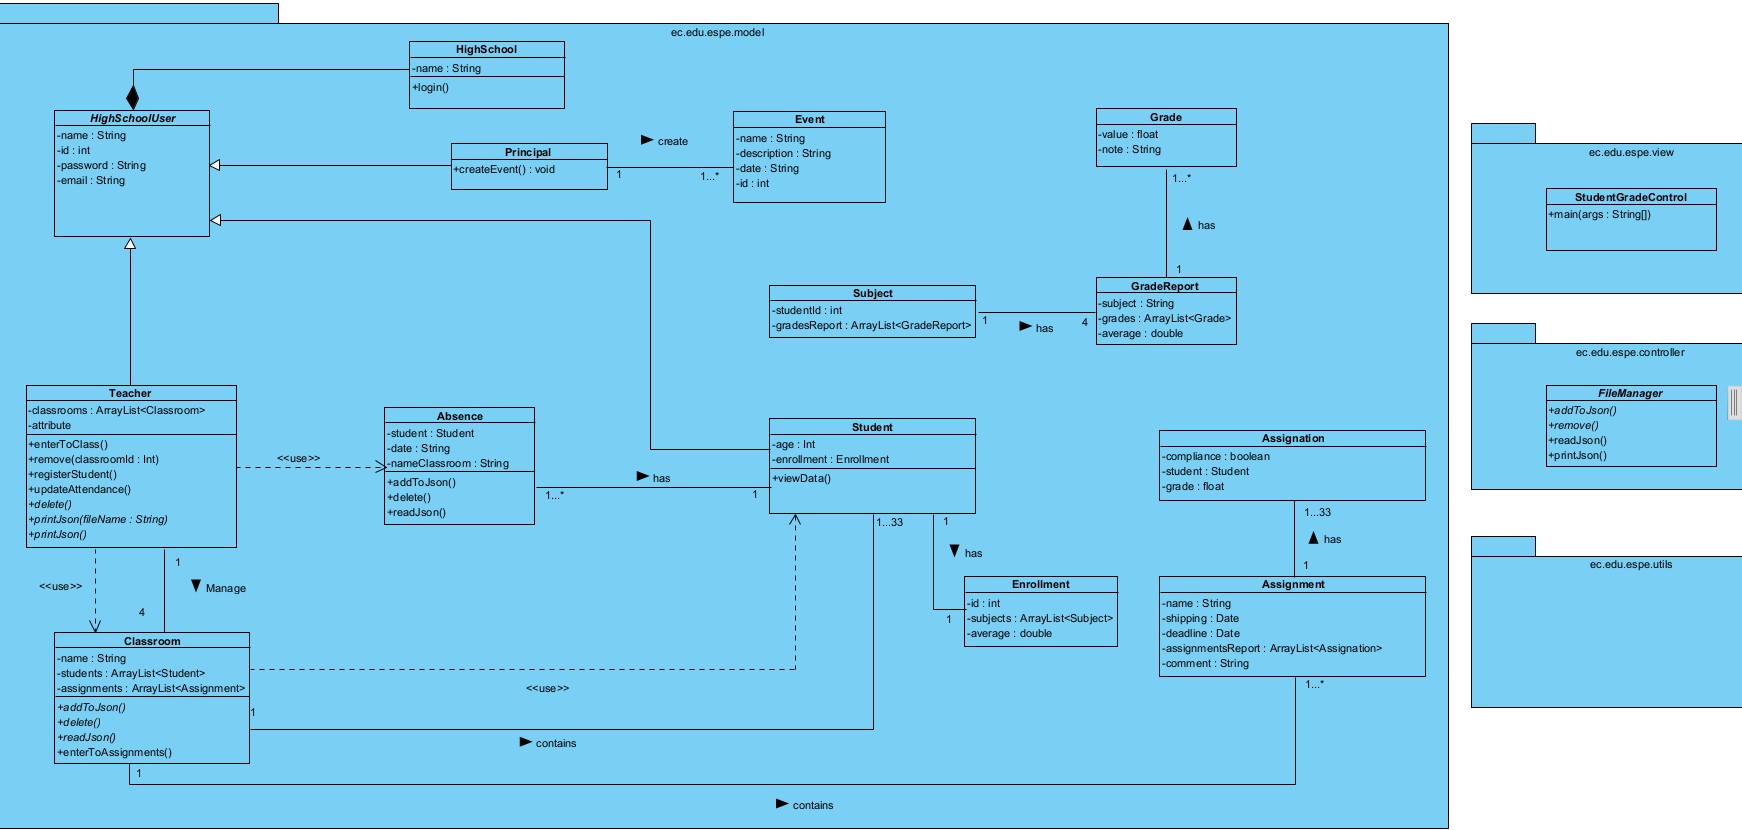 ec.edu.espe.model
HighSchool
-name : String
+login()
HighSchoolUser
-name : String
-id : int
-password : String
-email : String
Principal
+createEvent() : void
create
1
1...*
Event
-name : String
-description : String
-date : String
-id : int
Grade
-value : float
-note : String
1...*
has
1
GradeReport
-subject : String
-grades : ArrayList<Grade>
-average : double
Subject
-studentId : int
-gradesReport : ArrayList<GradeReport>
1
has
4
Teacher
-classrooms : ArrayList<Classroom>
-attribute
+enterToClass()
+remove(classroomId : Int)
+registerStudent()
+updateAttendance()
+delete()
+printJson(fileName : String)
+printJson()
<<use>>
Absence
-student : Student
-date : String
-nameClassroom : String
+addToJson()
+delete()
+readJson()
has
1...*
1
Student
-age : Int
-enrollment : Enrollment
+viewData()
1...33
1
has
1
Enrollment
-id : int
-subjects : ArrayList<Subject>
-average : double
Assignation
-compliance : boolean
-student : Student
-grade : float
1...33
has
1
Assignment
-name : String
-shipping : Date
-deadline : Date
-assignmentsReport : ArrayList<Assignation>
-comment : String
1...*
<<use>>
1
Manage
4
Classroom
-name : String
-students : ArrayList<Student>
-assignments : ArrayList<Assignment>
+addToJson()
+delete()
+readJson()
+enterToAssignments()
<<use>>
1
contains
1
contains
ec.edu.espe.view
StudentGradeControl
+main(args : String[])
ec.edu.espe.controller
FileManager
+addToJson()
+remove()
+readJson()
+printJson()
ec.edu.espe.utils